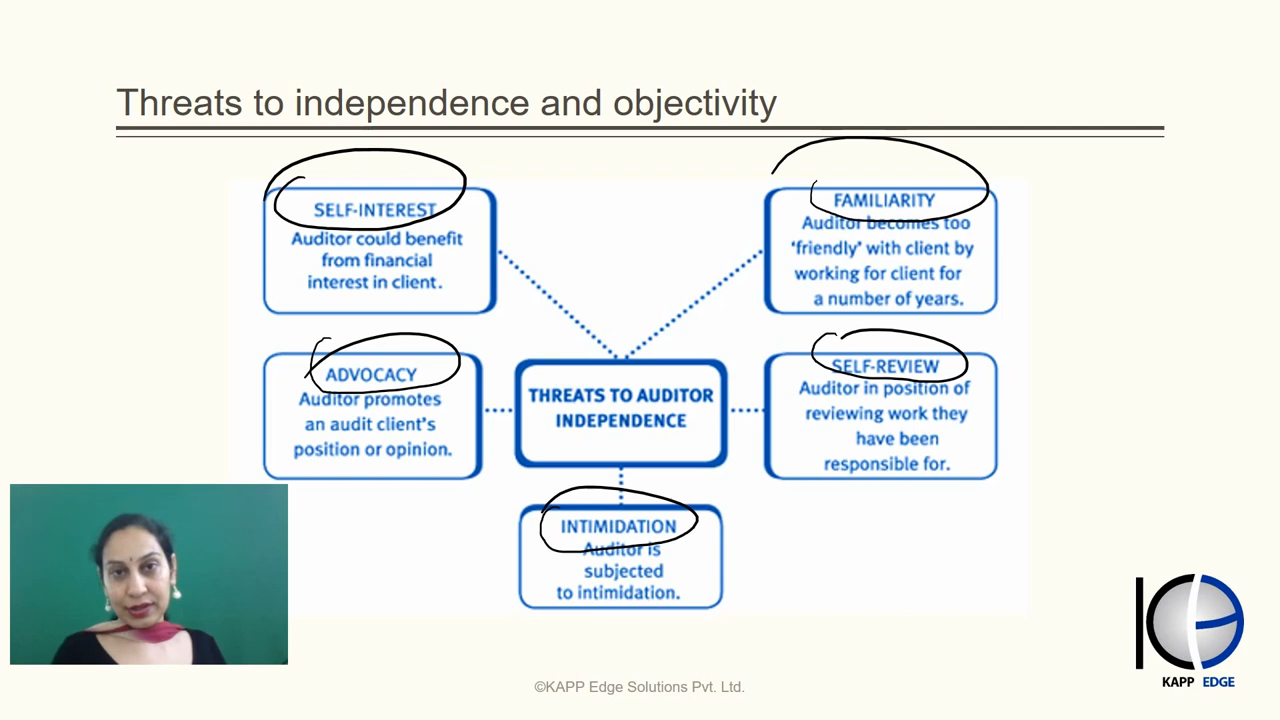 Threats to independence and objectivity
SELF-INTEREST
Auditor could benefit
from financial
interest in client.
FAMILIARITY
Auditor becomes too
‘friendly’ with client by
working for client for
a number of years.
ADVOCACY
Auditor promotes
an audit client’s
position or opinion.
THREATS TO AUDITOR
INDEPENDENCE
SELF-REVIEW
Auditor in position of
reviewing work they
have been
responsible for.
INTIMIDATION
Auditor is
subjected
to intimidation.
KAPP EDGE
©KAPP Edge Solutions Pvt. Ltd.